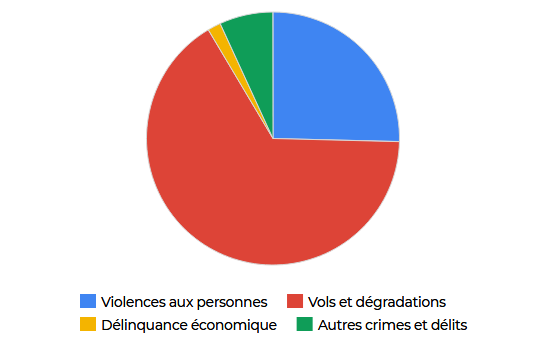 Violences aux personnes Vols et dégradations
Délinquance économique Autres crimes et délits